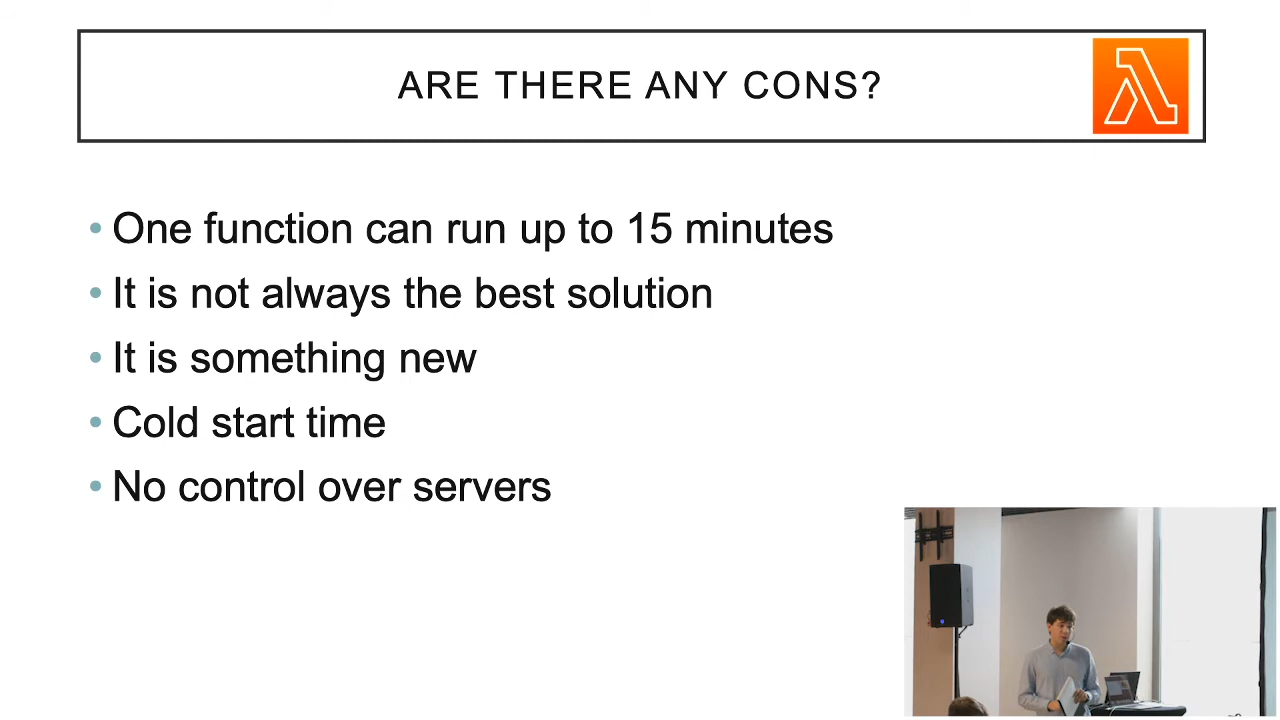 ARE THERE ANY CONS?
• One function can run up to 15 minutes
• It is not always the best solution
• It is something new
• Cold start time
• No control over servers